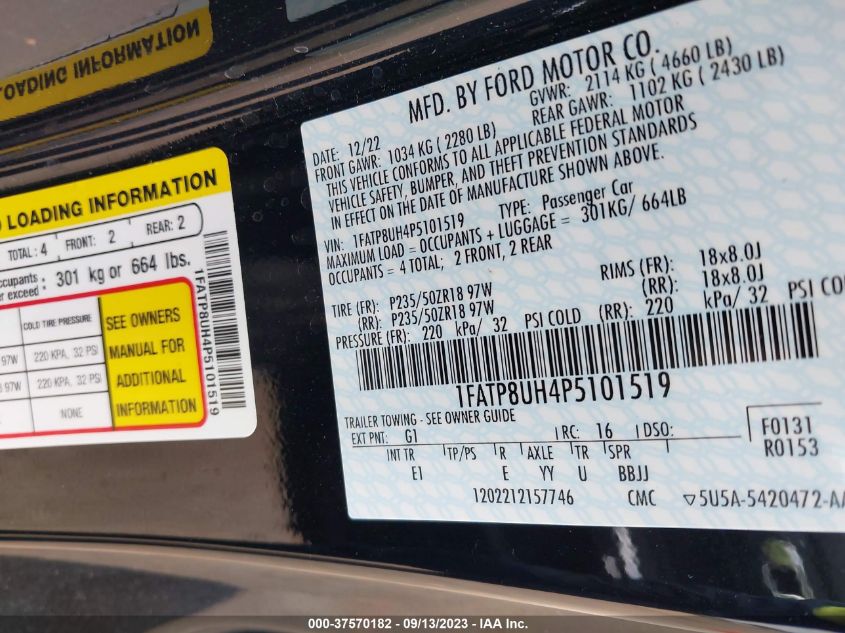 LOADING INFORMATION
LOADING INFORMATION
TOTAL: 4 FRONT: 2 REAR: 2
301 kg or 664 lbs.
COLD TIRE PRESSURE
SEE OWNERS
MANUAL FOR
ADDITIONAL
INFORMATION
97W 220 KPA, 32 PSI
97W 220 KPA, 32 PSI
NONE
1FATP8UH4P5101519
MFD. BY FORD MOTOR CO.
DATE: 12/22 GVWR: 2114 KG ( 4660 LB)
FRONT GAWR: 1034 KG ( 2280 LB) REAR GAWR: 1102 KG ( 2430 LB)
THIS VEHICLE CONFORMS TO ALL APPLICABLE FEDERAL MOTOR
VEHICLE SAFETY, BUMPER, AND THEFT PREVENTION STANDARDS
IN EFFECT ON THE DATE OF MANUFACTURE SHOWN ABOVE.
VIN: 1FATP8UH4P5101519 TYPE: Passenger Car
MAXIMUM LOAD = OCCUPANTS + LUGGAGE = 301KG/ 664LB
OCCUPANTS = 4 TOTAL; 2 FRONT, 2 REAR
TIRE (FR): P235/50ZR18 97W RIMS (FR): 18x8.0J
(RR): P235/50ZR18 97W (RR): 18x8.0J
PRESSURE (FR): 220 kPa/ 32 PSI COLD (RR): 220 kPa/ 32 PSI
1FATP8UH4P5101519
TRAILER TOWING - SEE OWNER GUIDE
EXT PNT: G1 RC: 16 DSO: F0131
R0153
INT TR TP/PS R AXLE TR SPR
E1 E YY U BBJJ
1202212157746 CMC ▽5U5A-5420472-
000-37570182 - 09/13/2023 - IAA Inc.